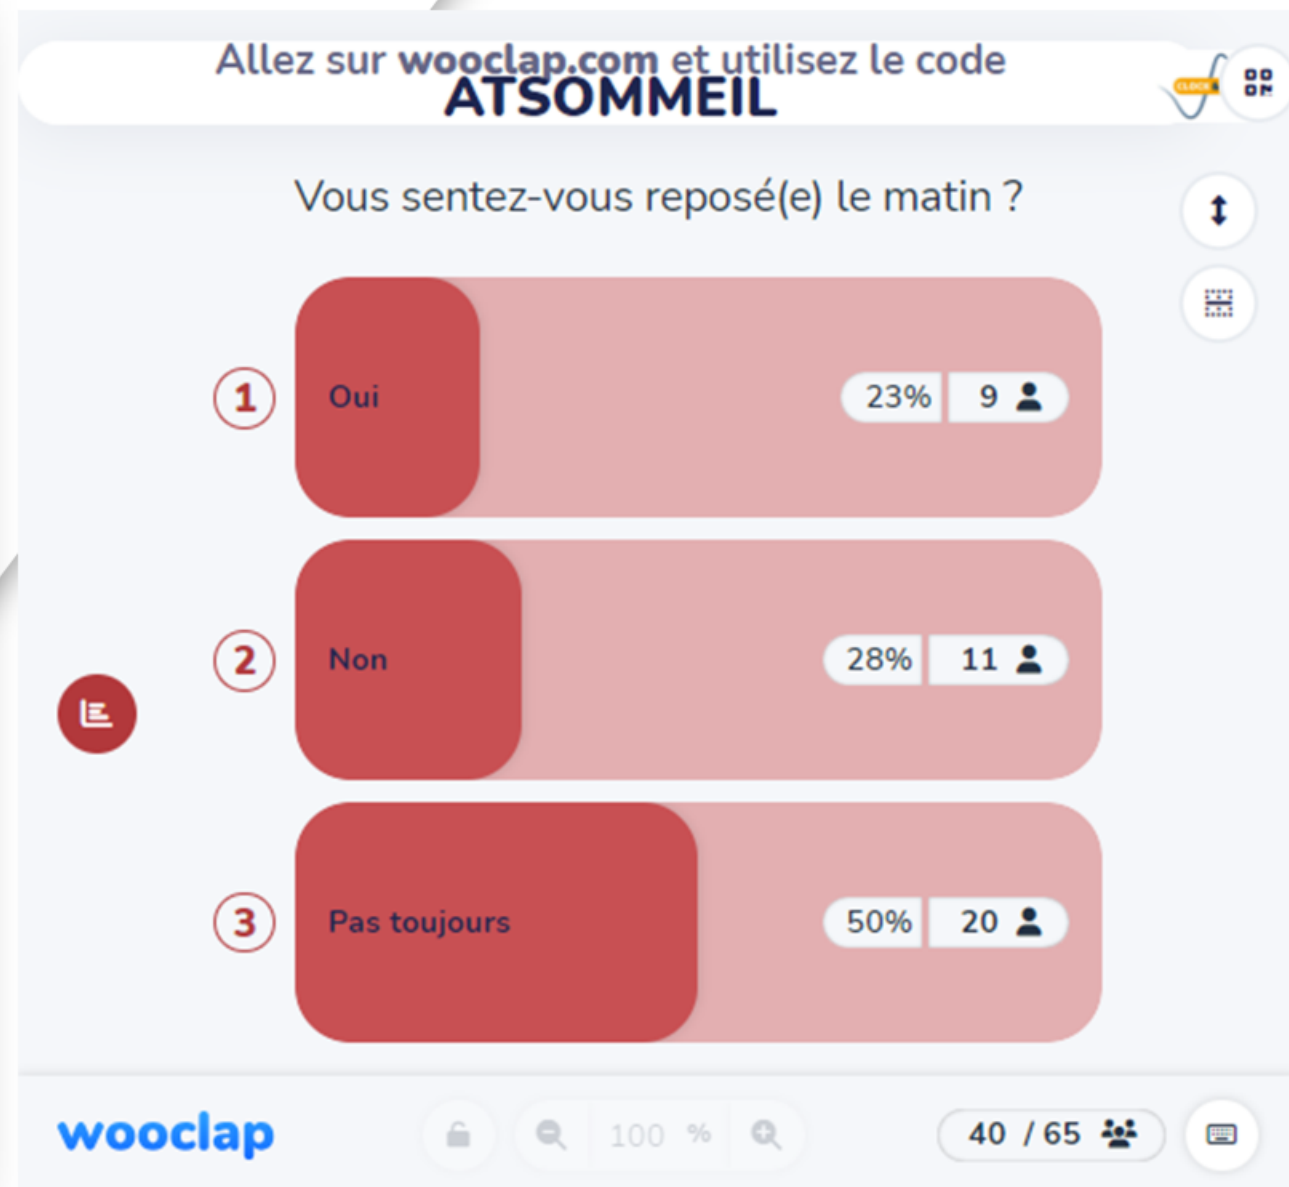 Allez sur wooclap.com et utilisez le code
ATSOMMEIL
Vous sentez-vous reposé(e) le matin ?
1 Oui 23% 9
2 Non 28% 11
3 Pas toujours 50% 20
wooclap 100 % 40 / 65